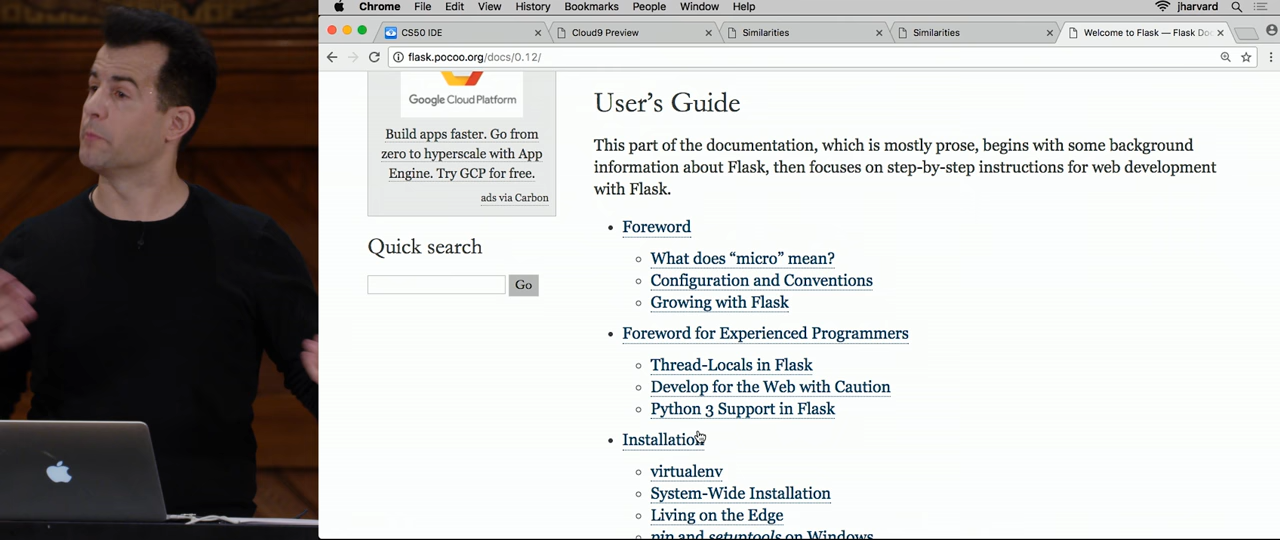 Chrome File Edit View History Bookmarks People Window Help jharvard
CS50 IDE
Cloud9 Preview
Similarities
Similarities
Welcome to Flask — Flask Doc
flask.pocoo.org/docs/0.12/
Google Cloud Platform
Build apps faster. Go from
zero to hyperscale with App
Engine. Try GCP for free.
ads via Carbon
Quick search
Go
User's Guide
This part of the documentation, which is mostly prose, begins with some background
information about Flask, then focuses on step-by-step instructions for web development
with Flask.
Foreword
What does “micro” mean?
Configuration and Conventions
Growing with Flask
Foreword for Experienced Programmers
Thread-Locals in Flask
Develop for the Web with Caution
Python 3 Support in Flask
Installation
virtualenv
System-Wide Installation
Living on the Edge
pip and setuptools on Windows